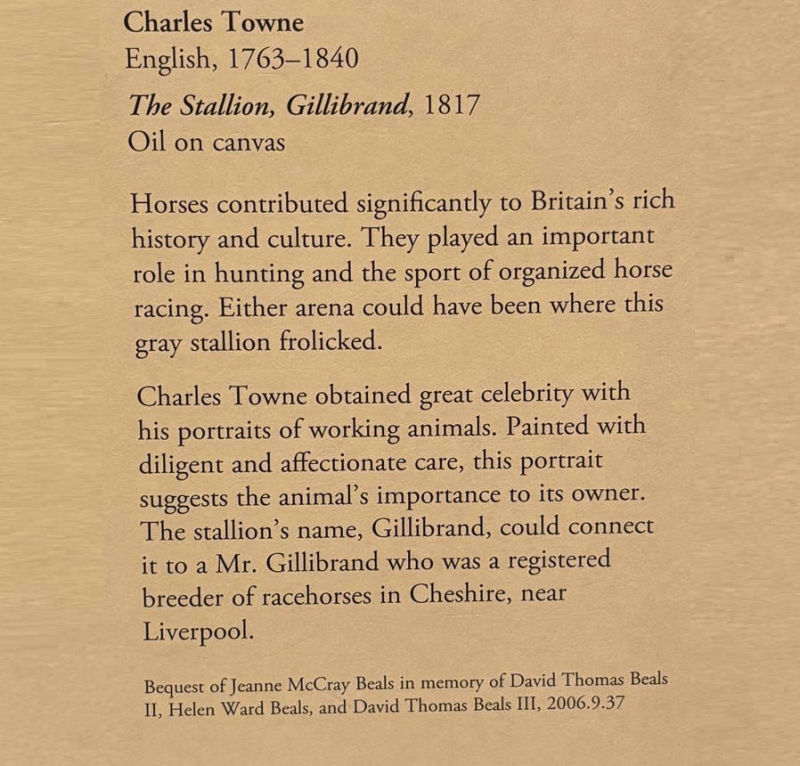 Charles Towne
English, 1763–1840
The Stallion, Gillibrand, 1817
Oil on canvas
Horses contributed significantly to Britain's rich
history and culture. They played an important
role in hunting and the sport of organized horse
racing. Either arena could have been where this
gray stallion frolicked.
Charles Towne obtained great celebrity with
his portraits of working animals. Painted with
diligent and affectionate care, this portrait
suggests the animal's importance to its owner.
The stallion's name, Gillibrand, could connect
it to a Mr. Gillibrand who was a registered
breeder of racehorses in Cheshire, near
Liverpool.
Bequest of Jeanne McCray Beals in memory of David Thomas Beals
II, Helen Ward Beals, and David Thomas Beals III, 2006.9.37